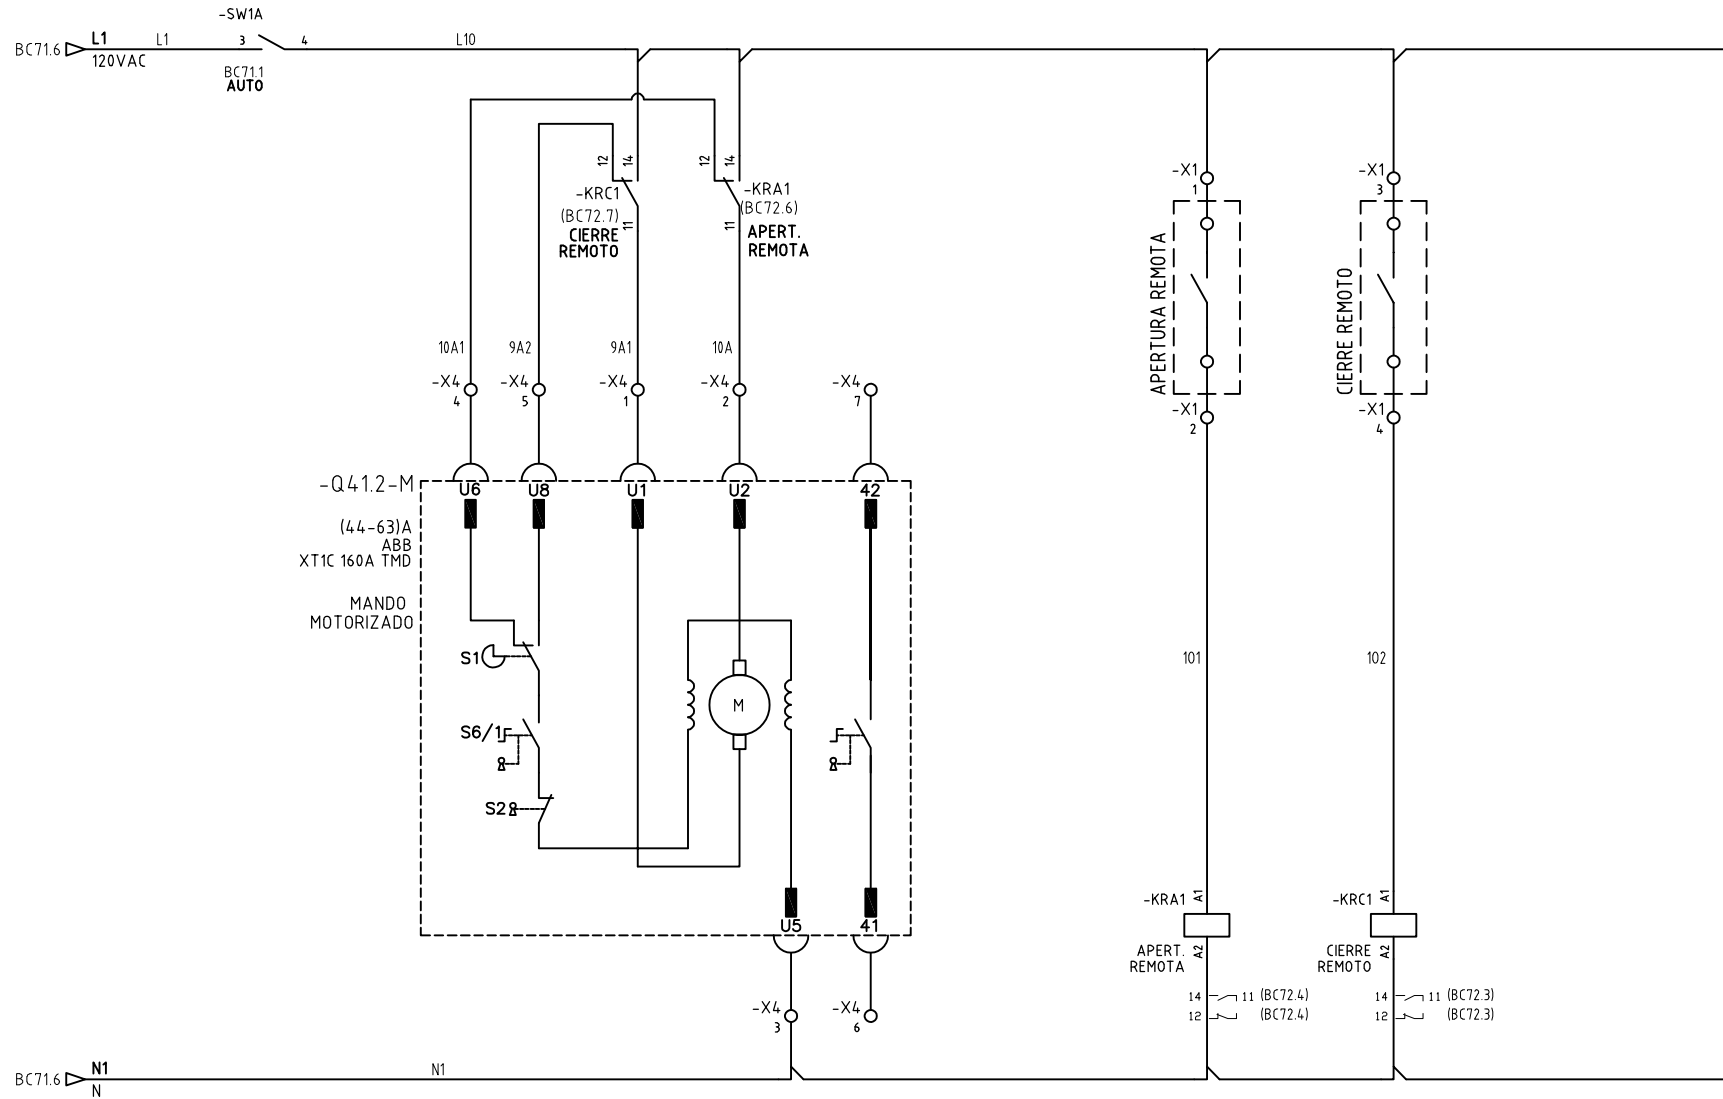 -SW1A
BC71.6
L1
L1
3
4
L10
120VAC
BC71.1
AUTO
12
14
12
14
-KRC1
(BC72.7)
CIERRE
REMOTO
11
-KRA1
(BC72.6)
11
APERT.
REMOTA
-X1
1
-X1
3
APERTURA REMOTA
CIERRE REMOTO
10A1
9A2
9A1
10A
-X4
4
-X4
5
-X4
1
-X4
2
-X4
7
-X1
2
-X1
4
-Q41.2-M
U6
U8
U1
U2
42
(44-63)A
ABB
XT1C 160A TMD
MANDO
MOTORIZADO
S1
101
102
M
S6/1
S2
-KRA1
A1
-KRC1
A1
U5
41
APERT.
REMOTA
A2
CIERRE
REMOTO
A2
14
11
(BC72.4)
14
11
(BC72.3)
12
(BC72.4)
12
(BC72.3)
-X4
3
-X4
6
BC71.6
N1
N1
N